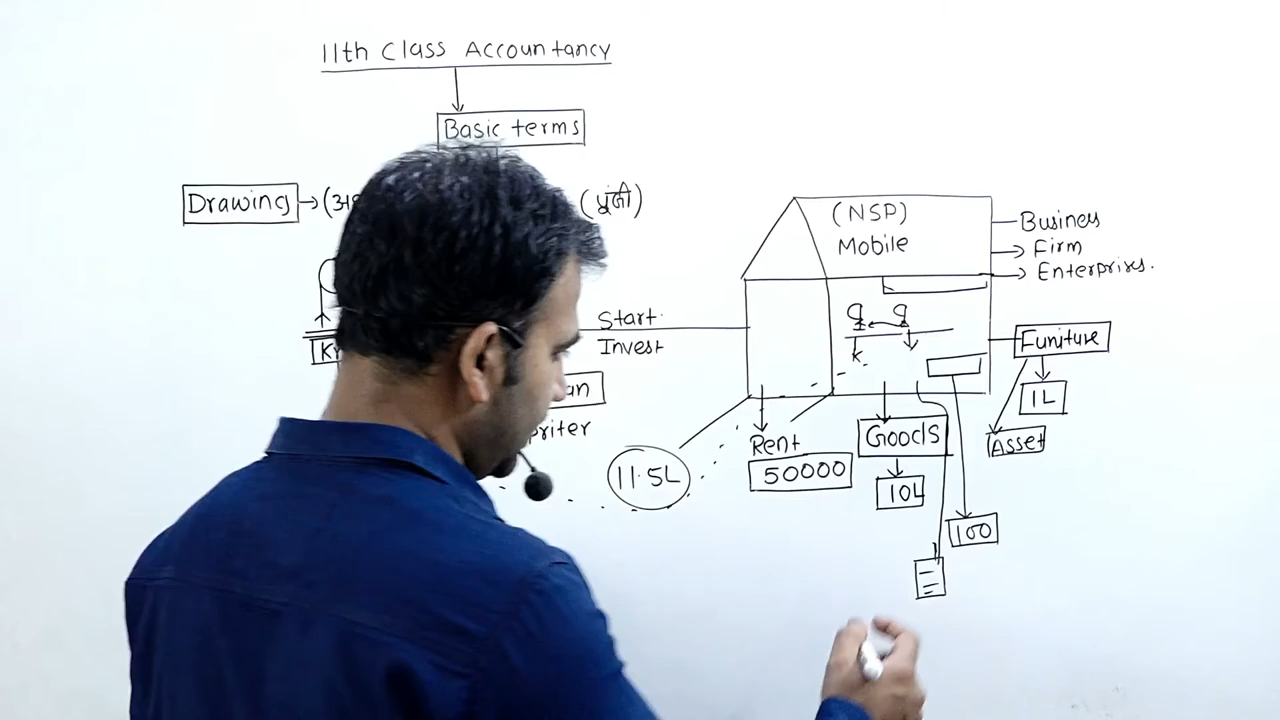 11th Class Accountancy
Basic terms
Drawing
(पूंजी)
(NSP)
Mobile
Business
Firm
Enterprises.
Start
Invest
k
Funiture
1L
Asset
Goods
10L
Rent
50000
11.5L
100